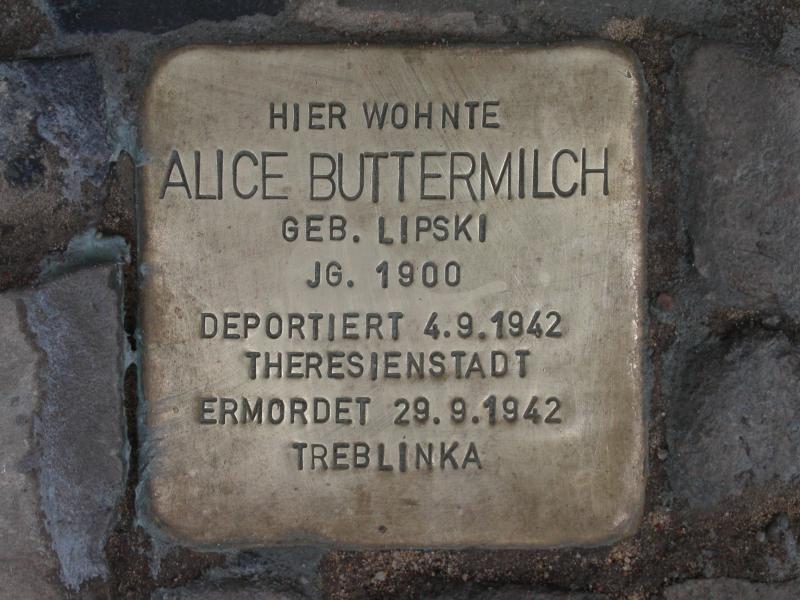 HIER WOHNTE
ALICE BUTTERMILCH
GEB. LIPSKI
JG. 1900
DEPORTIERT 4.9.1942
THERESIENSTADT
ERMORDET 29.9.1942
TREBLINKA